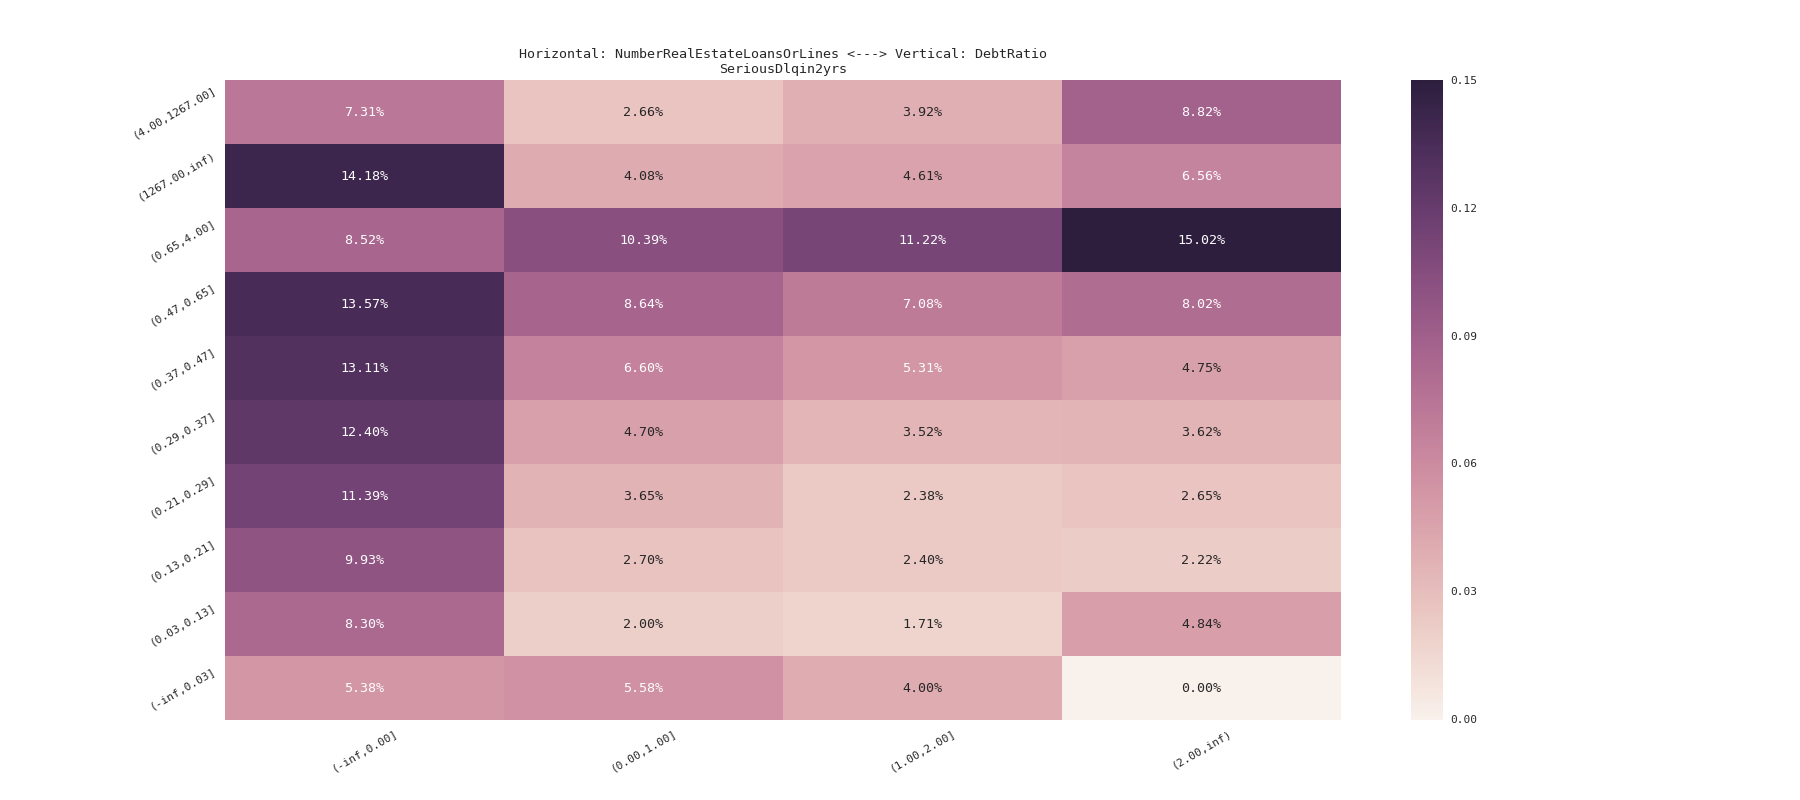 Horizontal: NumberRealEstateLoansOrLines <---> Vertical: DebtRatio
SeriousDlqin2yrs
(4.00,1267.00] 7.31% 2.66% 3.92% 8.82%
(1267.00,inf) 14.18% 4.08% 4.61% 6.56%
(0.65,4.00] 8.52% 10.39% 11.22% 15.02%
(0.47,0.65] 13.57% 8.64% 7.08% 8.02%
(0.37,0.47] 13.11% 6.60% 5.31% 4.75%
(0.29,0.37] 12.40% 4.70% 3.52% 3.62%
(0.21,0.29] 11.39% 3.65% 2.38% 2.65%
(0.13,0.21] 9.93% 2.70% 2.40% 2.22%
(0.03,0.13] 8.30% 2.00% 1.71% 4.84%
(-inf,0.03] 5.38% 5.58% 4.00% 0.00%
(-inf,0.00] (0.00,1.00] (1.00,2.00] (2.00,inf)
0.15
0.12
0.09
0.06
0.03
0.00